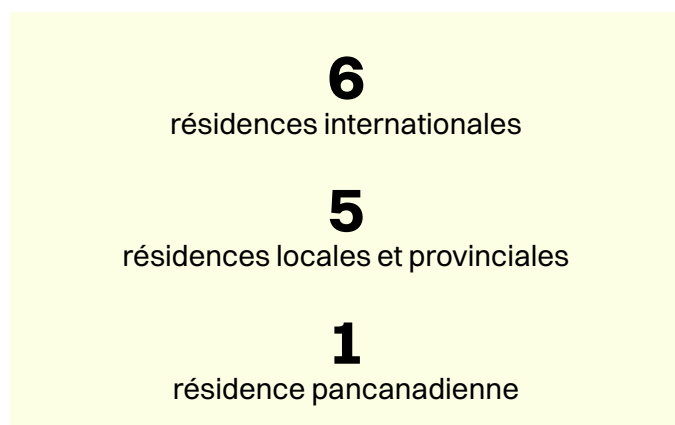 6
résidences internationales
5
résidences locales et provinciales
1
résidence pancanadienne